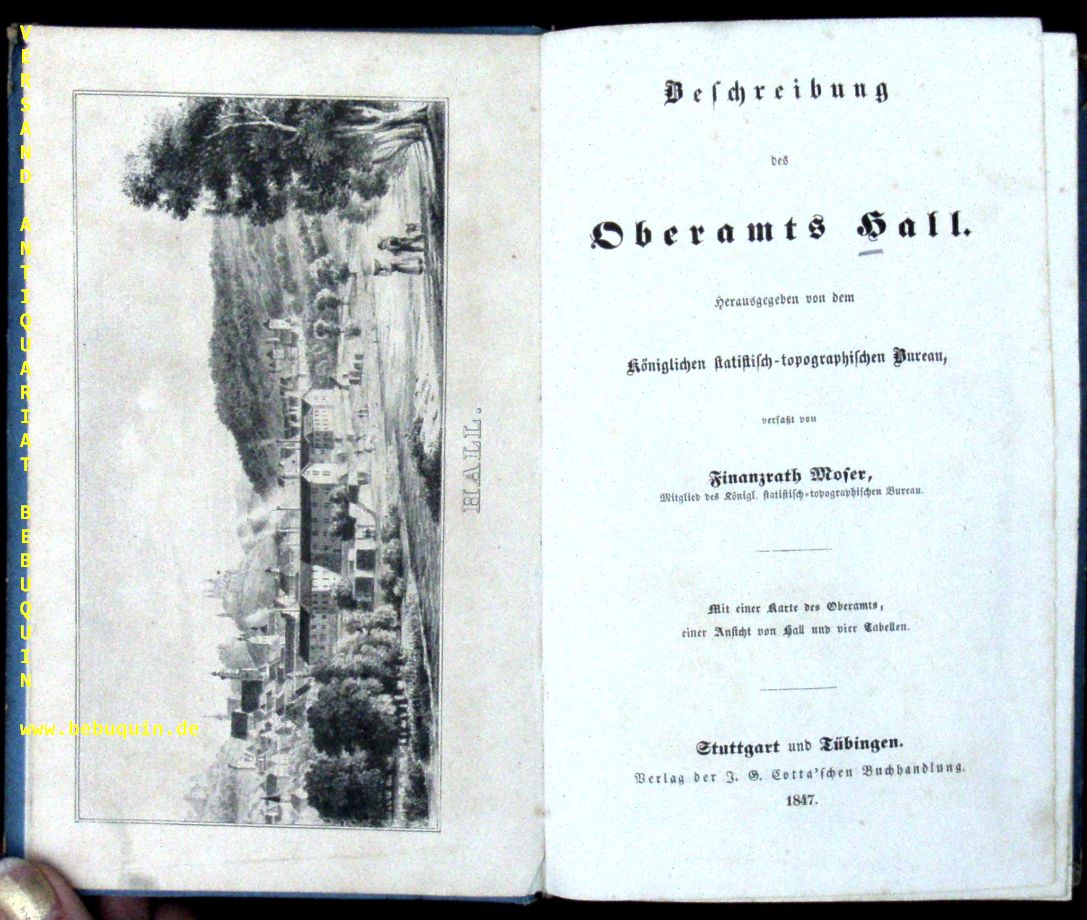 VERSAND ANTIQUARIAT BEBUQUIN
www.bebuquin.de
HALL.
Beſchreibung
des
Oberamts Hall.
Herausgegeben von dem
Königlichen ſtatiſtiſch-topographiſchen Bureau,
verfaßt von
Finanzrath Moſer,
Mitglied des Königl. ſtatiſtiſch-topographiſchen Bureau.
Mit einer Karte des Oberamts,
einer Anſicht von Hall und vier Tabellen.
Stuttgart und Tübingen.
Verlag der J. G. Cotta'ſchen Buchhandlung.
1847.